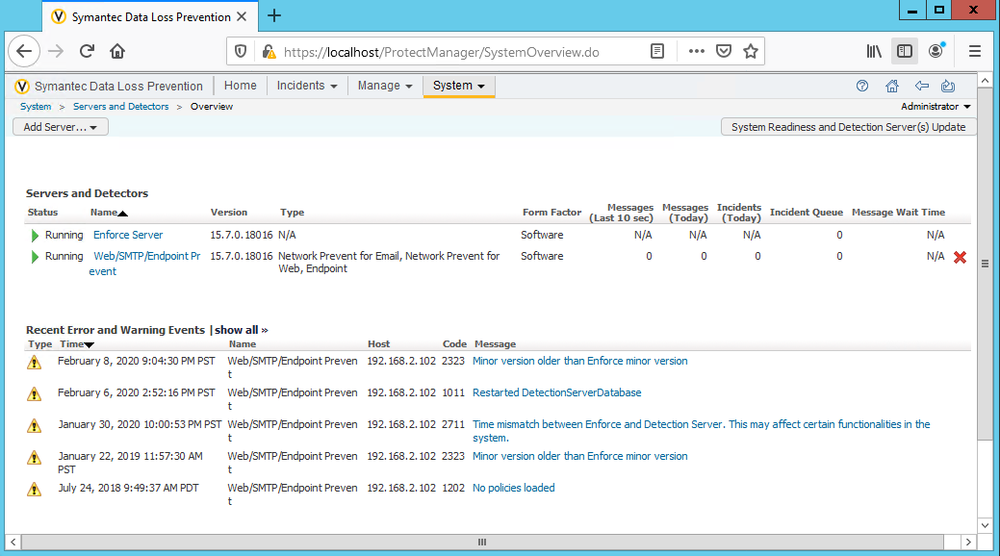 Symantec Data Loss Prevention
https://localhost/ProtectManager/SystemOverview.do
Symantec Data Loss Prevention Home Incidents Manage System
System > Servers and Detectors > Overview Administrator
Add Server... System Readiness and Detection Server(s) Update
Servers and Detectors
Status Name Version Type Form Factor Messages (Last 10 sec) Messages (Today) Incidents (Today) Incident Queue Message Wait Time
Running Enforce Server 15.7.0.18016 N/A Software N/A N/A N/A 0 N/A
Running Web/SMTP/Endpoint Pr 15.7.0.18016 Network Prevent for Email, Network Prevent for Software 0 0 0 0 N/A
event Web, Endpoint
Recent Error and Warning Events | show all »
Type Time Name Host Code Message
February 8, 2020 9:04:30 PM PST Web/SMTP/Endpoint Preven 192.168.2.102 2323 Minor version older than Enforce minor version
t
February 6, 2020 2:52:16 PM PST Web/SMTP/Endpoint Preven 192.168.2.102 1011 Restarted DetectionServerDatabase
t
January 30, 2020 10:00:53 PM PST Web/SMTP/Endpoint Preven 192.168.2.102 2711 Time mismatch between Enforce and Detection Server. This may affect certain functionalities in the
t system.
January 22, 2019 11:57:30 AM Web/SMTP/Endpoint Preven 192.168.2.102 2323 Minor version older than Enforce minor version
PST t
July 24, 2018 9:49:37 AM PDT Web/SMTP/Endpoint Preven 192.168.2.102 1202 No policies loaded
t